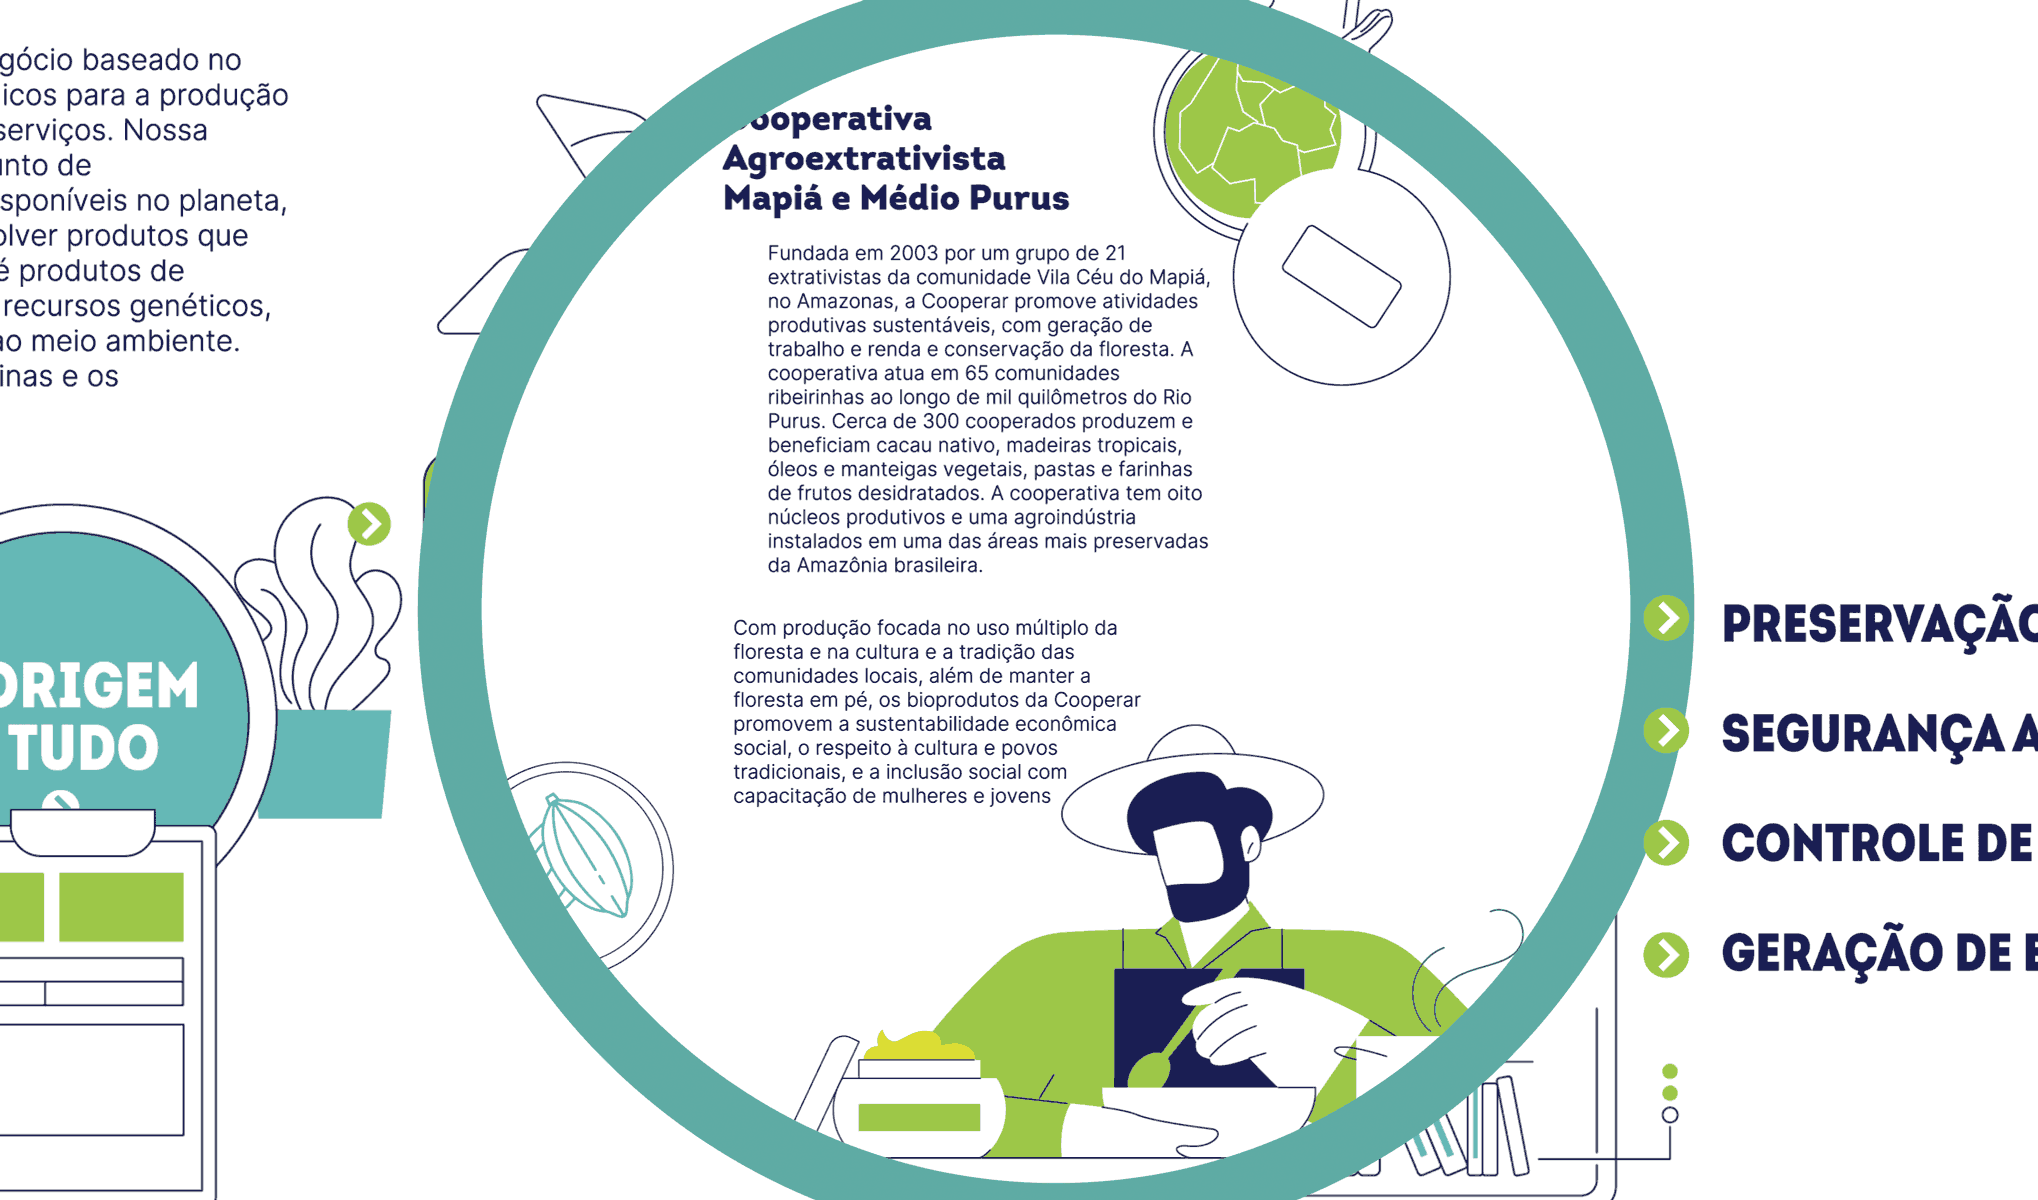 baseado no
para a produção
serviços. Nossa
de
no planeta,
produtos que
é produtos de
recursos genéticos,
ao meio ambiente.
e os
ORIGEM
TUDO
Cooperativa
Agroextrativista
Mapiá e Médio Purus
Fundada em 2003 por um grupo de 21
extrativistas da comunidade Vila Céu do Mapiá,
no Amazonas, a Cooperar promove atividades
produtivas sustentáveis, com geração de
trabalho e renda e conservação da floresta. A
cooperativa atua em 65 comunidades
ribeirinhas ao longo de mil quilômetros do Rio
Purus. Cerca de 300 cooperados produzem e
beneficiam cacau nativo, madeiras tropicais,
óleos e manteigas vegetais, pastas e farinhas
de frutos desidratados. A cooperativa tem oito
núcleos produtivos e uma agroindústria
instalados em uma das áreas mais preservadas
da Amazônia brasileira.
Com produção focada no uso múltiplo da
floresta e na cultura e a tradição das
comunidades locais, além de manter a
floresta em pé, os bioprodutos da Cooperar
promovem a sustentabilidade econômica
social, o respeito à cultura e povos
tradicionais, e a inclusão social com
capacitação de mulheres e jovens
PRESERVAÇÃO
SEGURANÇA A
CONTROLE DE
GERAÇÃO DE